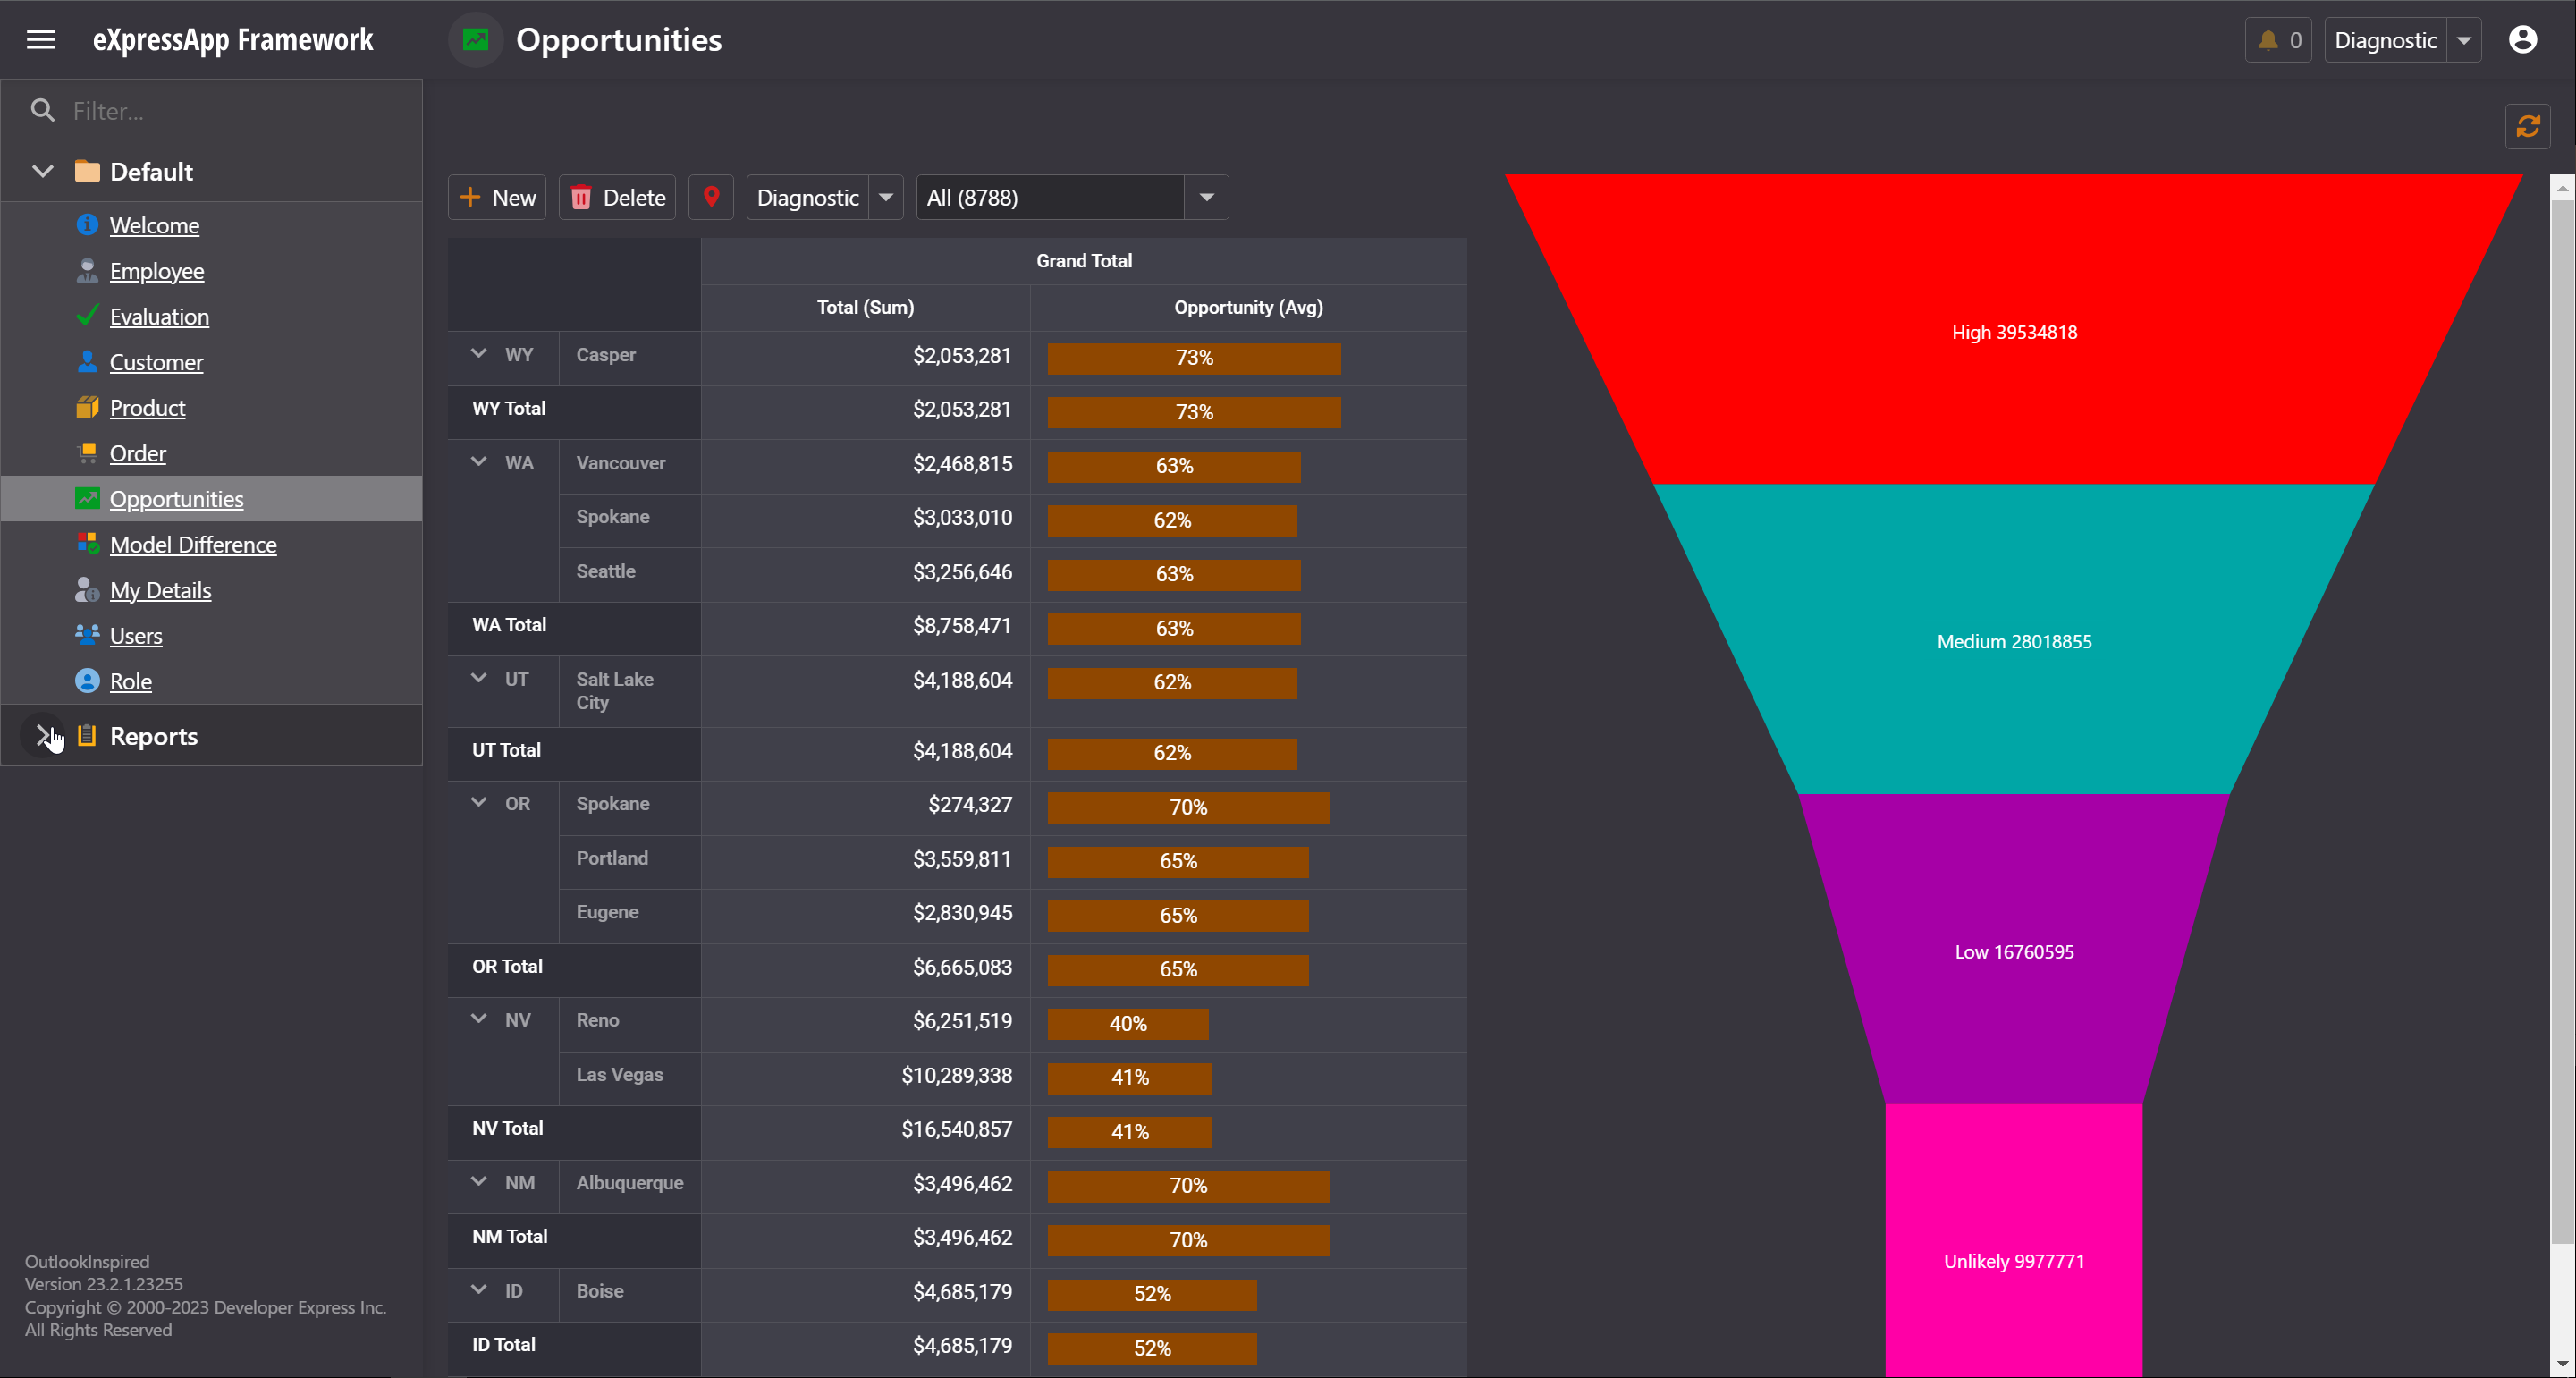 eXpressApp Framework
Opportunities
0
Diagnostic
Filter...
Default
Welcome
Employee
Evaluation
Customer
Product
Order
Opportunities
Model Difference
My Details
Users
Role
Reports
OutlookInspired
Version 23.2.1.23255
Copyright © 2000-2023 Developer Express Inc.
All Rights Reserved
New Delete Diagnostic All (8788)
Grand Total
Total (Sum) Opportunity (Avg)
WY Casper $2,053,281 73%
WY Total $2,053,281 73%
WA Vancouver $2,468,815 63%
Spokane $3,033,010 62%
Seattle $3,256,646 63%
WA Total $8,758,471 63%
UT Salt Lake City $4,188,604 62%
UT Total $4,188,604 62%
OR Spokane $274,327 70%
Portland $3,559,811 65%
Eugene $2,830,945 65%
OR Total $6,665,083 65%
NV Reno $6,251,519 40%
Las Vegas $10,289,338 41%
NV Total $16,540,857 41%
NM Albuquerque $3,496,462 70%
NM Total $3,496,462 70%
ID Boise $4,685,179 52%
ID Total $4,685,179 52%
High 39534818
Medium 28018855
Low 16760595
Unlikely 9977771